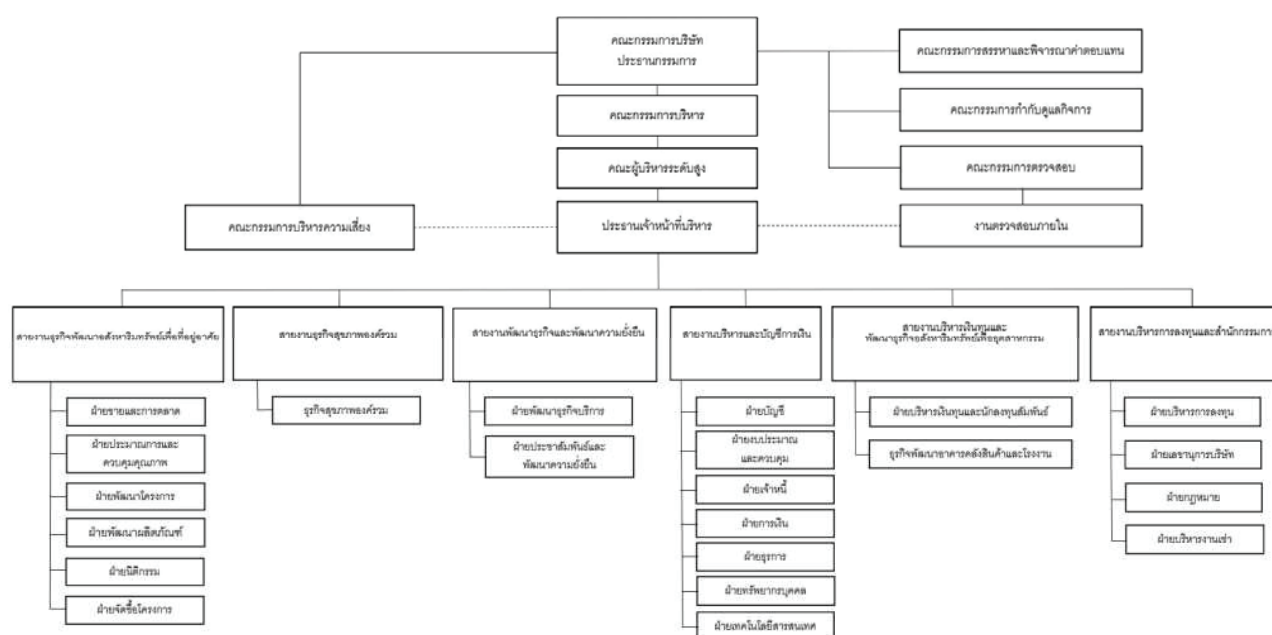 คณะกรรมการบริษัท
ประธานกรรมการ
คณะกรรมการสรรหาและพิจารณาค่าตอบแทน
คณะกรรมการบริหาร
คณะกรรมการกำกับดูแลกิจการ
คณะผู้บริหารระดับสูง
คณะกรรมการตรวจสอบ
คณะกรรมการบริหารความเสี่ยง
ประธานเจ้าหน้าที่บริหาร
งานตรวจสอบภายใน
สายงานธุรกิจพัฒนาอสังหาริมทรัพย์เพื่อที่อยู่อาศัย
ฝ่ายขายและการตลาด
ฝ่ายประมาณการและ
ควบคุมคุณภาพ
ฝ่ายพัฒนาโครงการ
ฝ่ายพัฒนาผลิตภัณฑ์
ฝ่ายนิติกรรม
ฝ่ายจัดซื้อโครงการ
สายงานธุรกิจสุขภาพองค์รวม
ธุรกิจสุขภาพองค์รวม
สายงานพัฒนาธุรกิจและพัฒนาความยั่งยืน
ฝ่ายพัฒนาธุรกิจบริการ
ฝ่ายประชาสัมพันธ์และ
พัฒนาความยั่งยืน
สายงานบริหารและบัญชีการเงิน
ฝ่ายบัญชี
ฝ่ายงบประมาณ
และควบคุม
ฝ่ายเจ้าหนี้
ฝ่ายการเงิน
ฝ่ายธุรการ
ฝ่ายทรัพยากรบุคคล
ฝ่ายเทคโนโลยีสารสนเทศ
สายงานบริหารเงินทุนและ
พัฒนาธุรกิจอสังหาริมทรัพย์เพื่ออุตสาหกรรม
ฝ่ายบริหารเงินทุนและนักลงทุนสัมพันธ์
ธุรกิจพัฒนาอาคารคลังสินค้าและโรงงาน
สายงานบริหารการลงทุนและสำนักกรรมการ
ฝ่ายบริหารการลงทุน
ฝ่ายเลขานุการบริษัท
ฝ่ายกฎหมาย
ฝ่ายบริหารงานเช่า